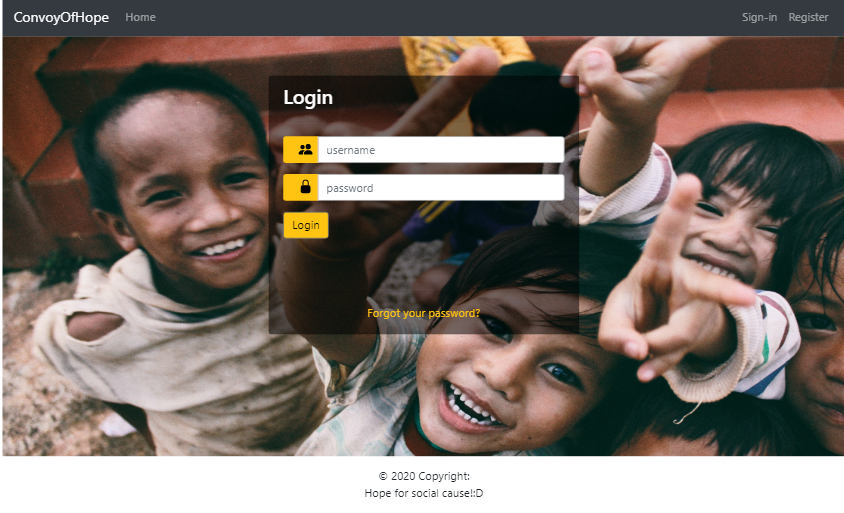 ConvoyOfHope Home Sign-in Register
Login
username
password
Login
Forgot your password?
© 2020 Copyright:
Hope for social cause!:D